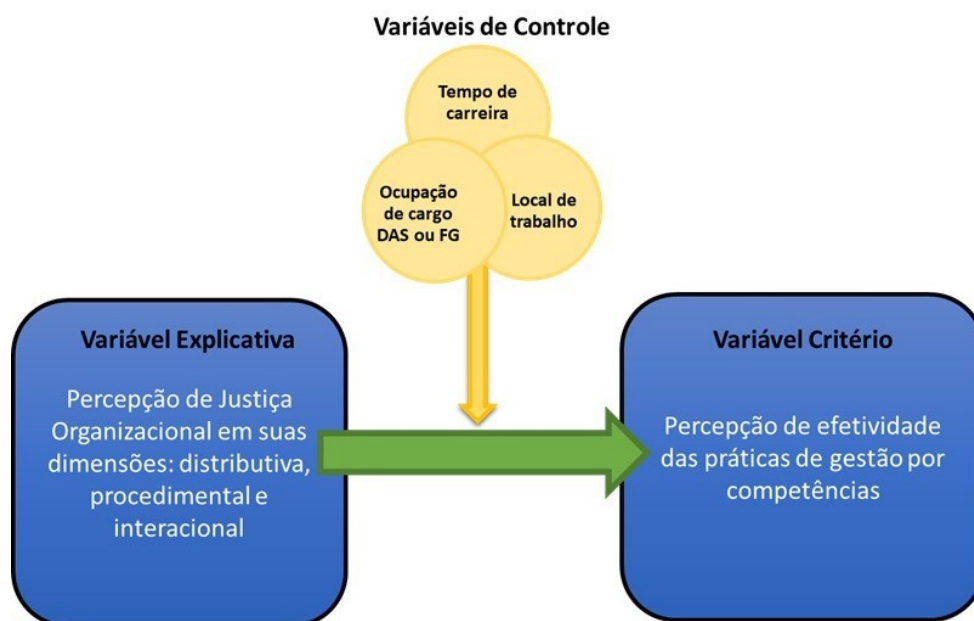 Variáveis de Controle
Tempo de
carreira
Ocupação
de cargo
DAS ou FG
Local de
trabalho
Variável Explicativa
Percepção de Justiça
Organizacional em suas
dimensões: distributiva,
procedimental e
interacional
Variável Critério
Percepção de efetividade
das práticas de gestão por
competências